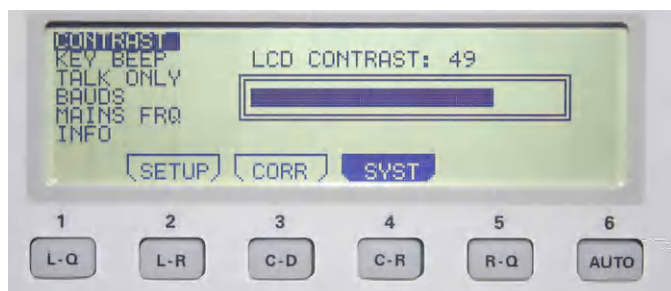 CONTRAST
KEY BEEP
TALK ONLY
BAUDS
MAINS FRQ
INFO
LCD CONTRAST: 49
SETUP CORR SYST
1 2 3 4 5 6
L-Q L-R C-D C-R R-Q AUTO